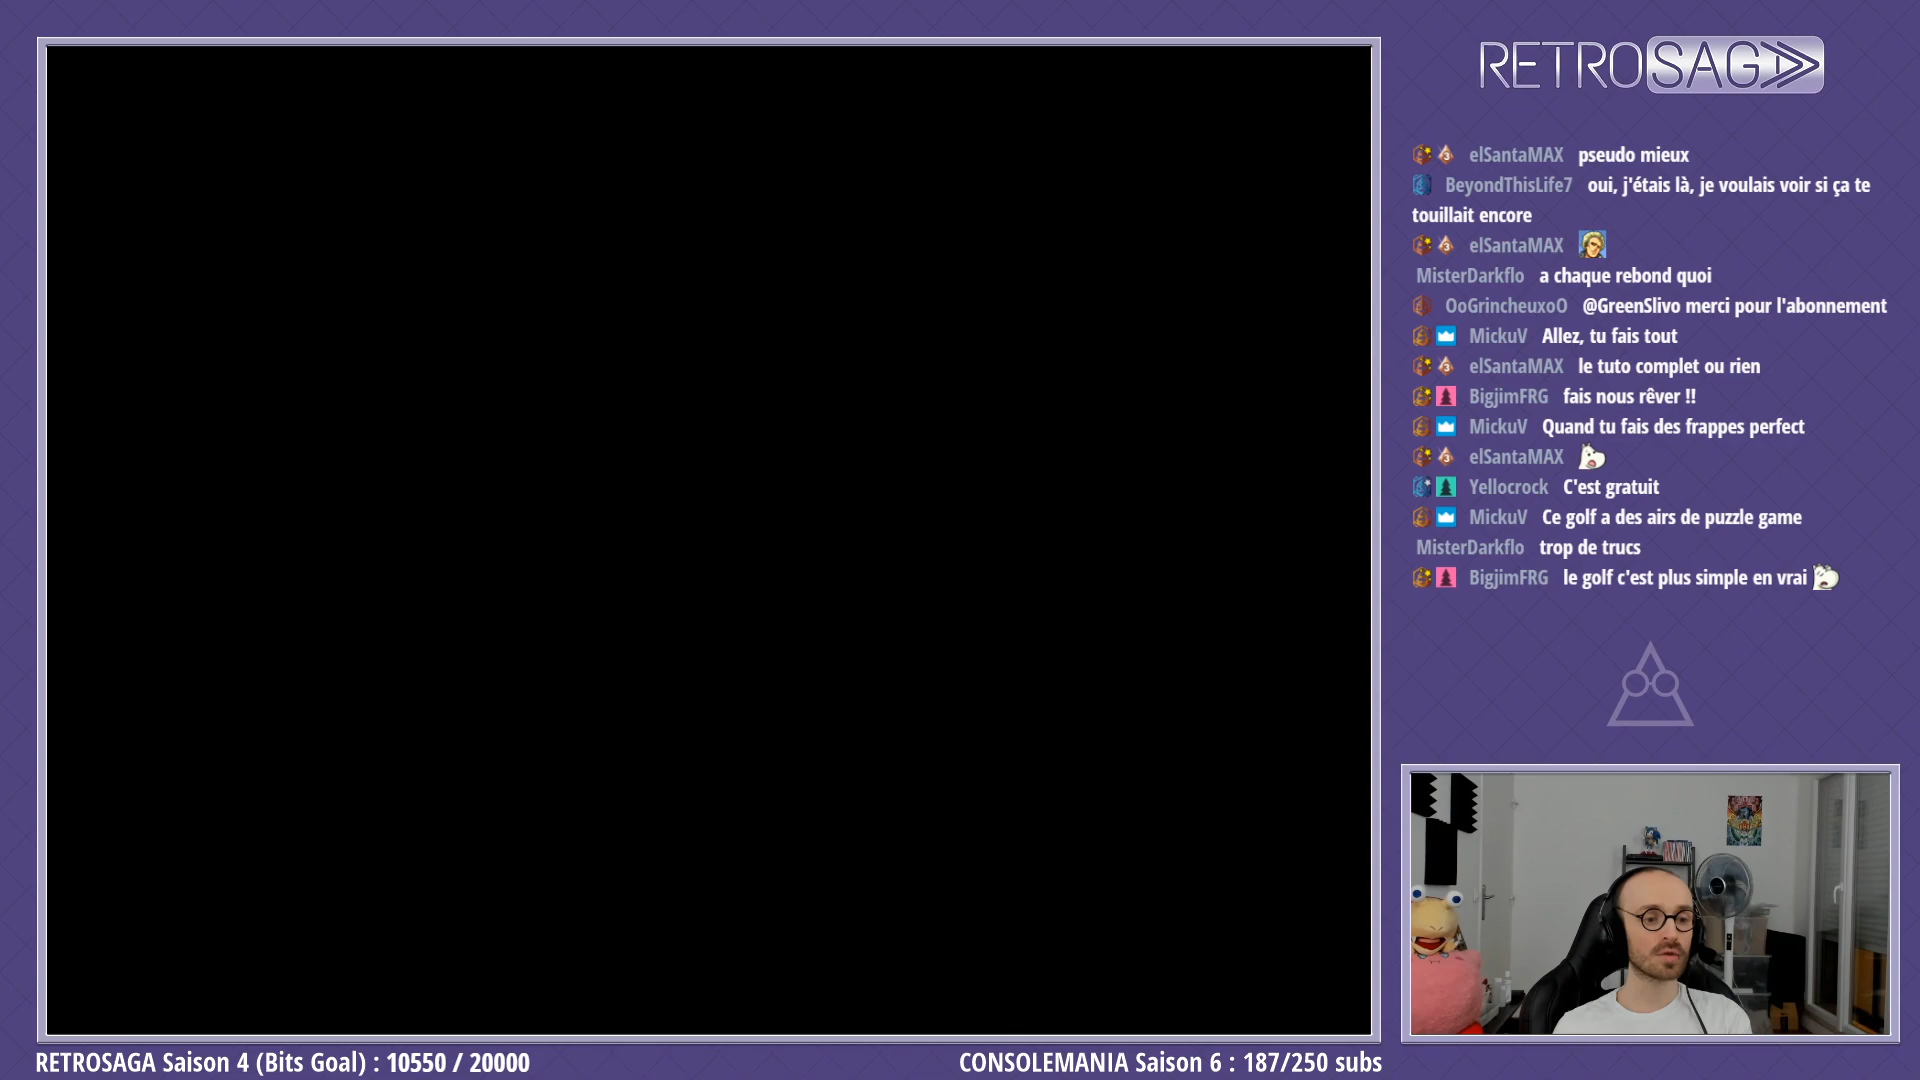 RETROSAGA
elSantaMAX pseudo mieux
BeyondThisLife7 oui, j'étais là, je voulais voir si ça te
touillait encore
elSantaMAX
MisterDarkflo a chaque rebond quoi
OoGrincheuxoO @GreenSlivo merci pour l'abonnement
MickuV Allez, tu fais tout
elSantaMAX le tuto complet ou rien
BigjimFRG fais nous rêver !!
MickuV Quand tu fais des frappes perfect
elSantaMAX
Yellocrock C'est gratuit
MickuV Ce golf a des airs de puzzle game
MisterDarkflo trop de trucs
BigjimFRG le golf c'est plus simple en vrai
RETROSAGA Saison 4 (Bits Goal) : 10550 / 20000
CONSOLEMANIA Saison 6 : 187/250 subs